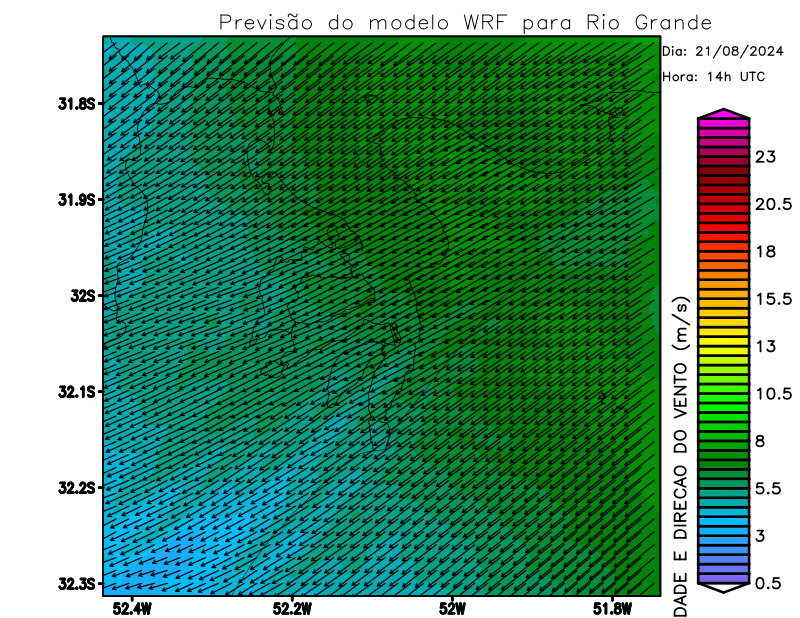 Previsão do modelo WRF para Rio Grande
Dia: 21/08/2024
Hora: 14h UTC
31.8S
31.9S
32S
32.1S
32.2S
32.3S
52.4W
52.2W
52W
51.8W
23
20.5
18
15.5
13
10.5
8
5.5
3
0.5
DADE E DIRECAO DO VENTO (m/s)